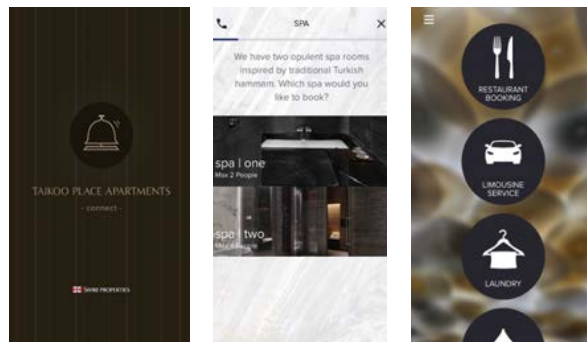 TAIKOO PLACE APARTMENTS
- connect -
SWIRE PROPERTIES
SPA
We have two opulent spa rooms
inspired by traditional Turkish
hammam. Which spa would you
like to book?
spa | one
Max 2 People
spa | two
RESTAURANT
BOOKING
LIMOUSINE
SERVICE
LAUNDRY